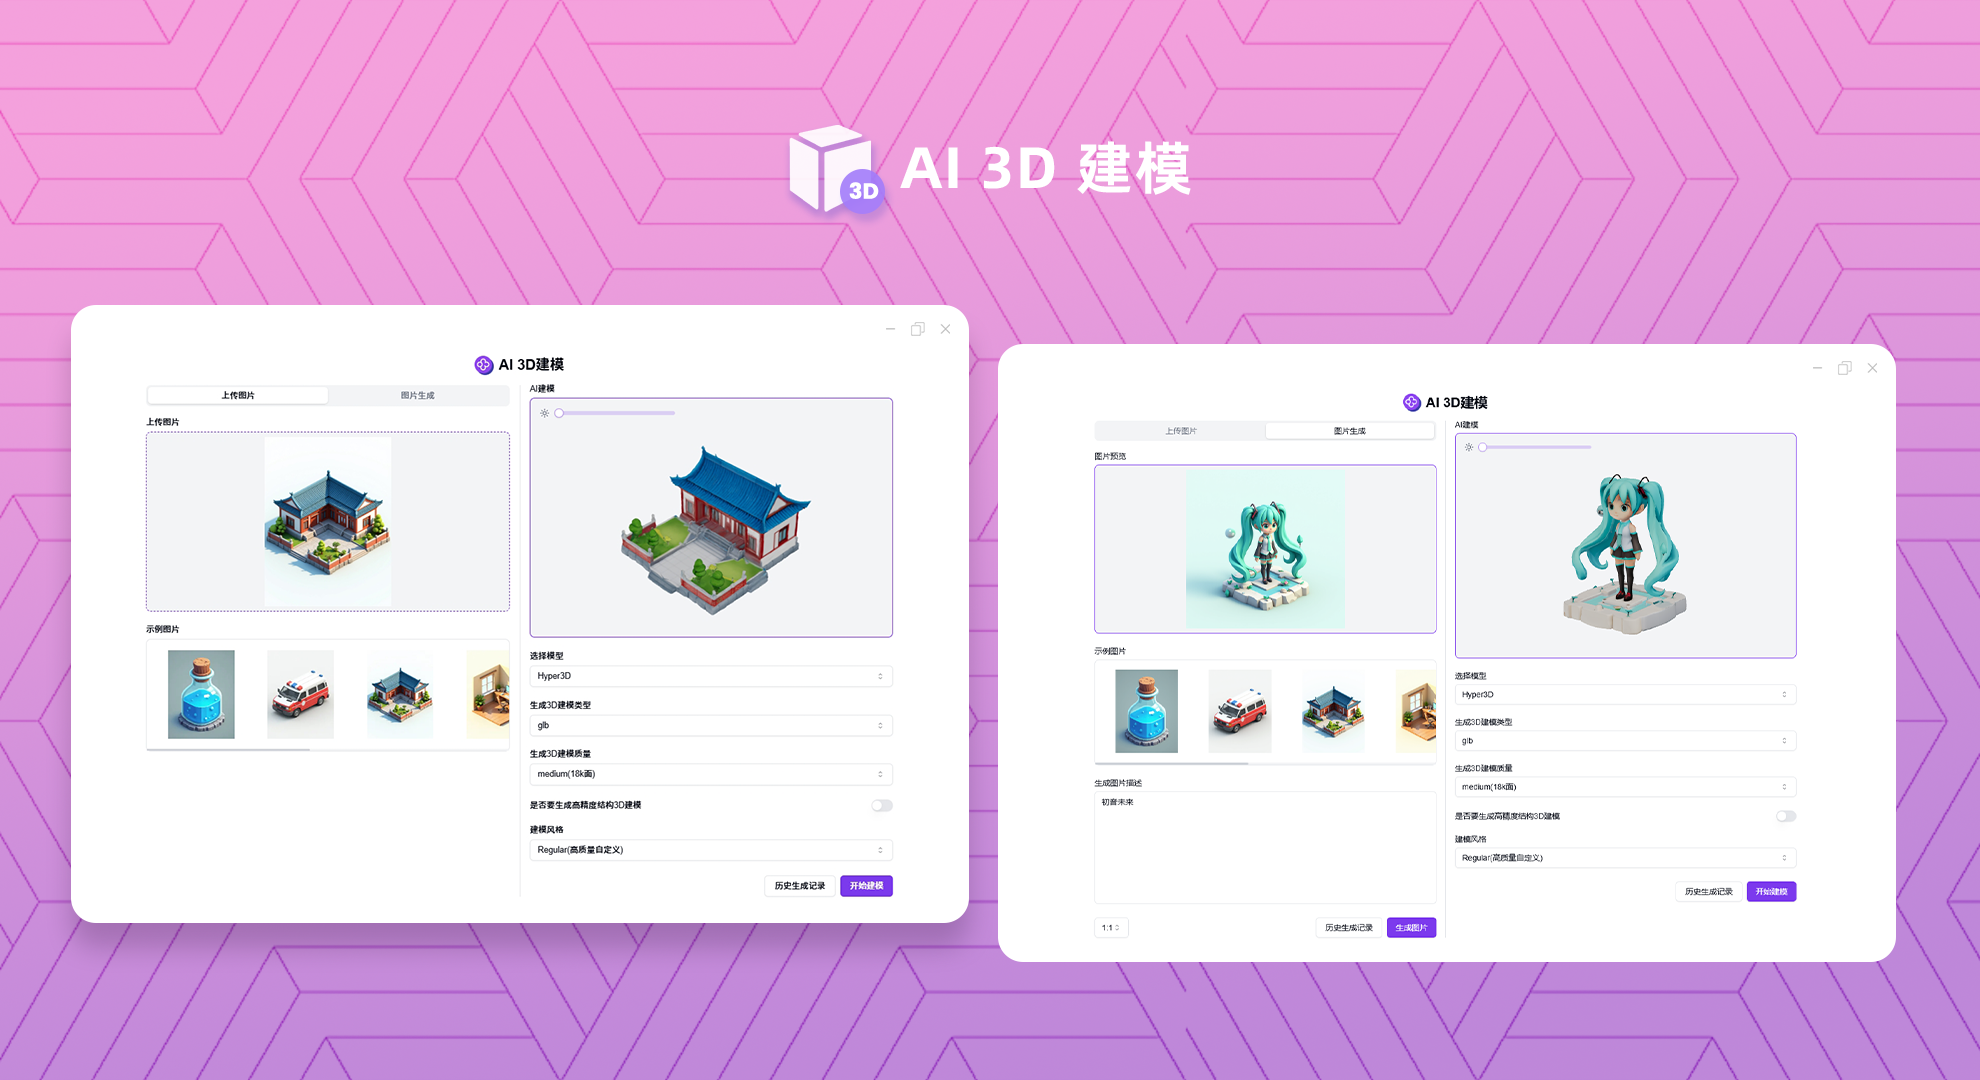 3D
AI 3D 建模
AI 3D建模
上传图片
图片生成
上传图片
示例图片
AI建模
选择模型
Hyper3D
生成3D建模类型
glb
生成3D建模质量
medium(18k面)
是否要生成高精度结构3D建模
建模风格
Regular(高质量自定义)
历史生成记录
开始建模
AI 3D建模
上传图片
图片生成
图片预览
示例图片
生成图片描述
初音未来
1:1
历史生成记录
生成图片
AI建模
选择模型
Hyper3D
生成3D建模类型
glb
生成3D建模质量
medium(18k面)
是否要生成高精度结构3D建模
建模风格
Regular(高质量自定义)
历史生成记录
开始建模